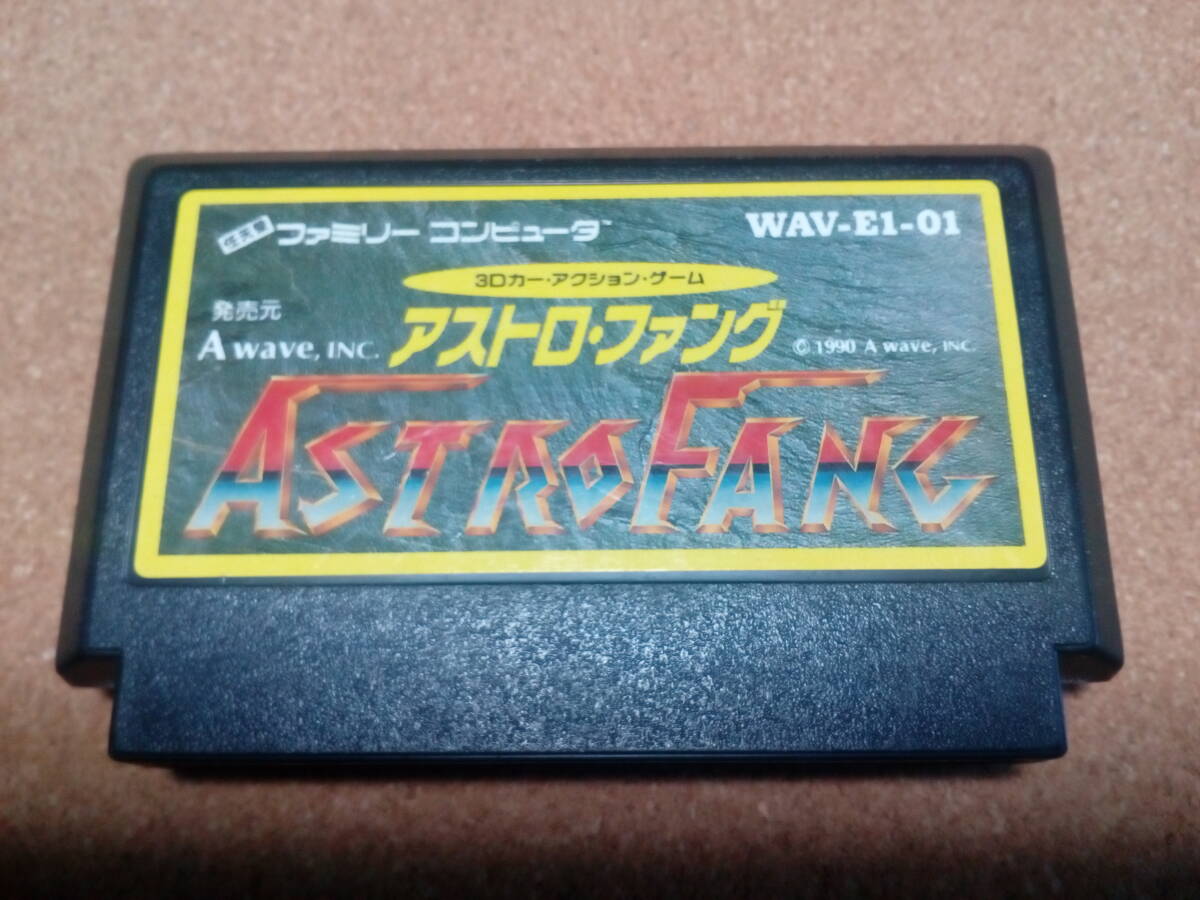 任天堂 ファミリー コンピュータ™
WAV-E1-01
3Dカー・アクション・ゲーム
発売元
A wave, INC.
アストロ・ファング
© 1990 A wave, INC.
ASTRO FANG